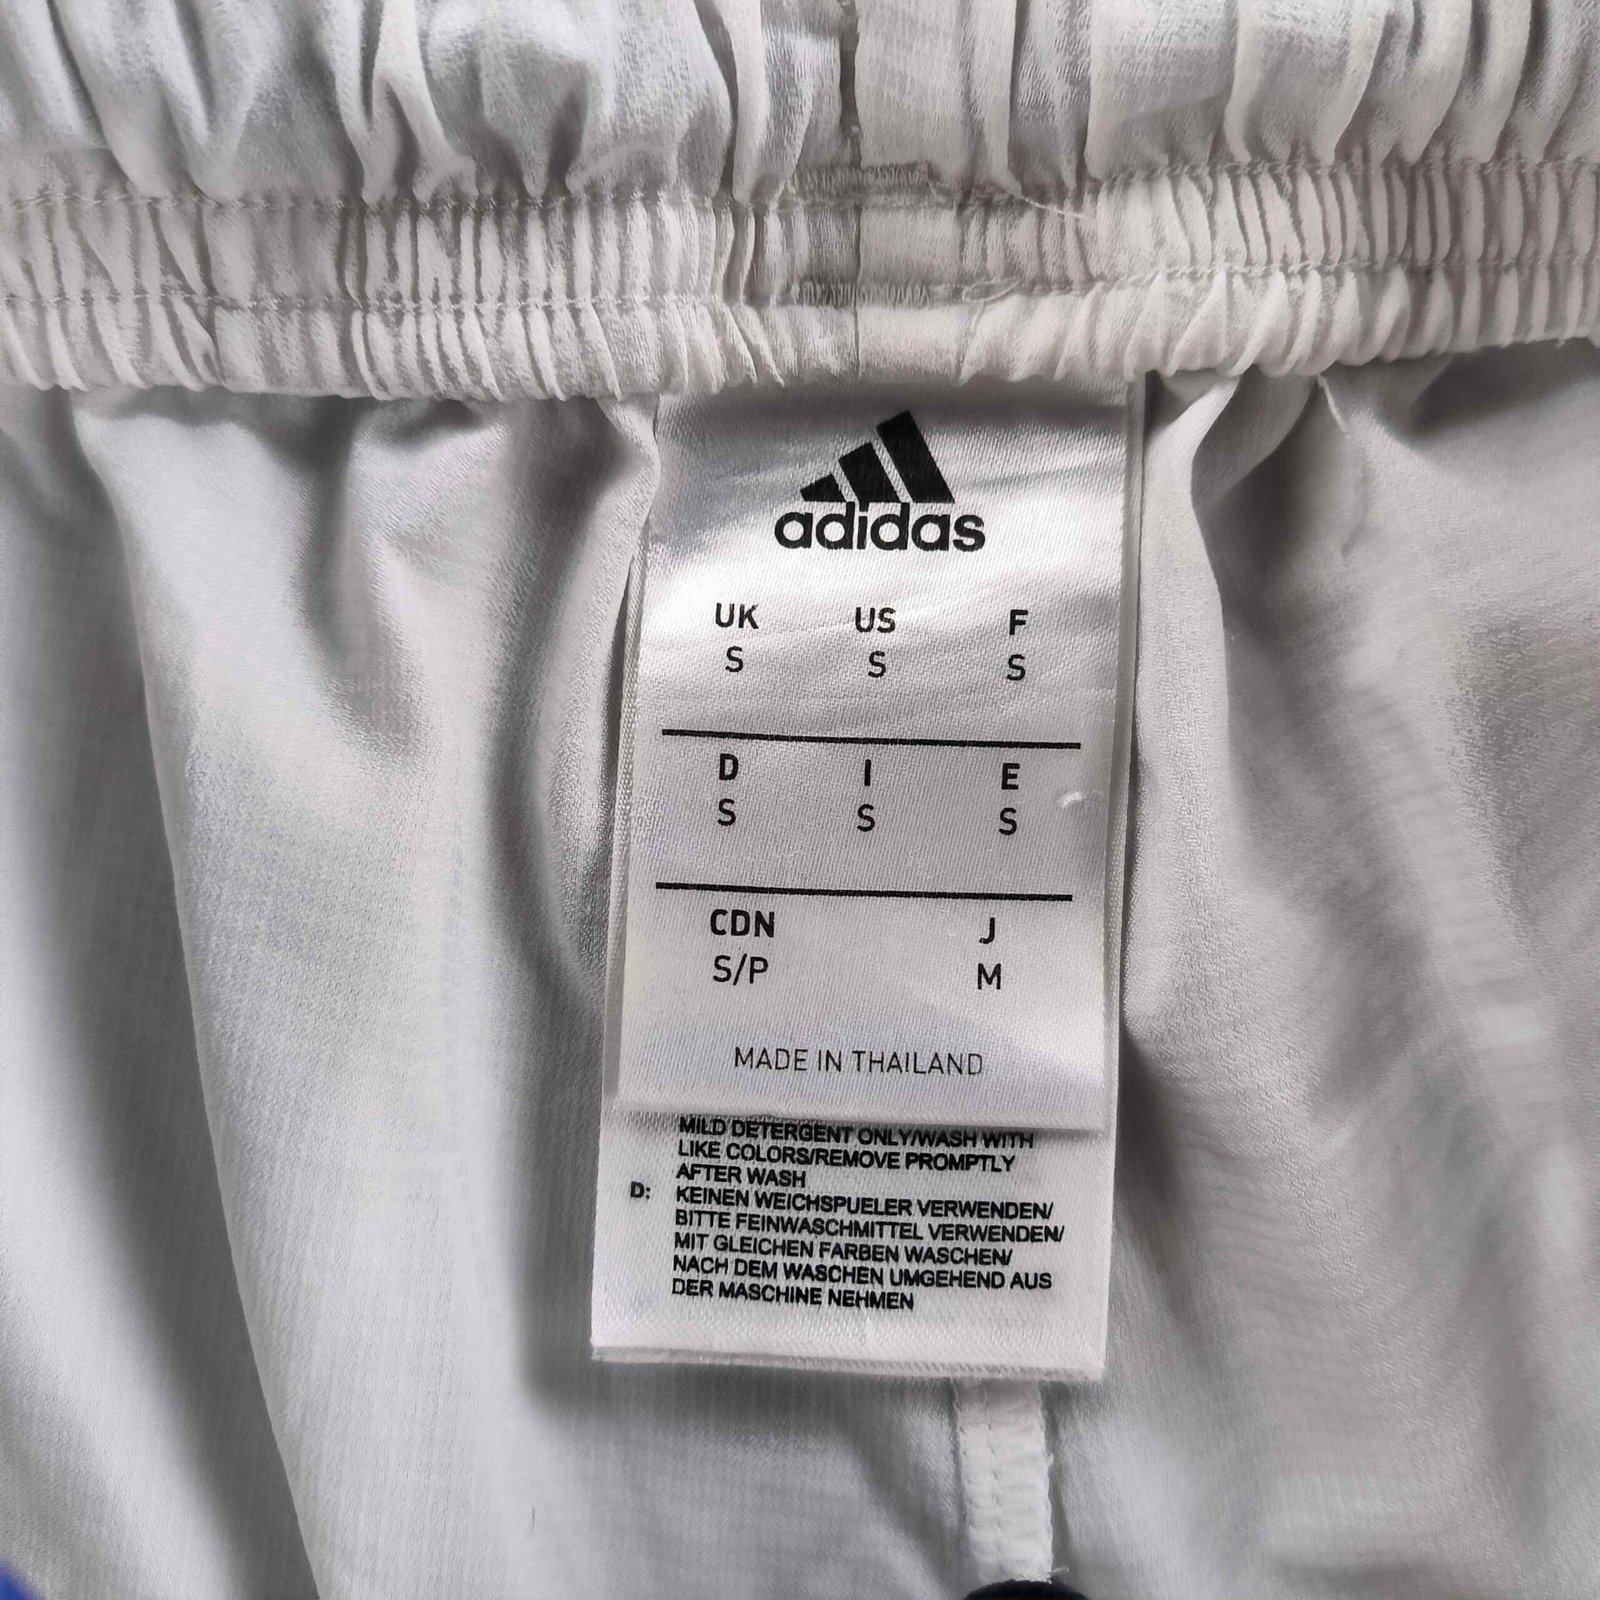 adidas
UK US F
S S S
D I E
S S S
CDN J
S/P M
MADE IN THAILAND
MILD DETERGENT ONLY/WASH WITH
LIKE COLORS/REMOVE PROMPTLY
AFTER WASH
D: KEINEN WEICHSPUELER VERWENDEN/
BITTE FEINWASCHMITTEL VERWENDEN/
MIT GLEICHEN FARBEN WASCHEN/
NACH DEM WASCHEN UMGEHEND AUS
DER MASCHINE NEHMEN